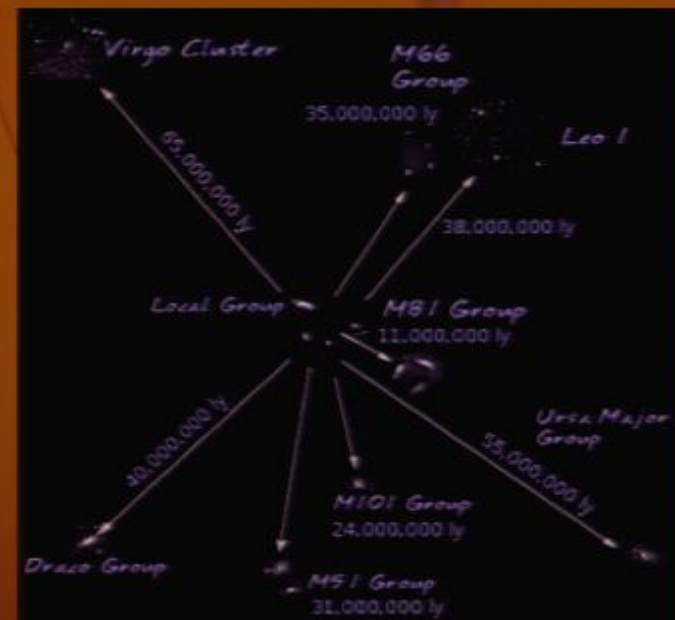 Virgo Cluster
M66
Group
35,000,000 ly
Leo I
65,000,000 ly
38,000,000 ly
Local Group
M81 Group
11,000,000 ly
40,000,000 ly
Ursa Major
Group
55,000,000 ly
M101 Group
24,000,000 ly
Draco Group
M51 Group
31,000,000 ly